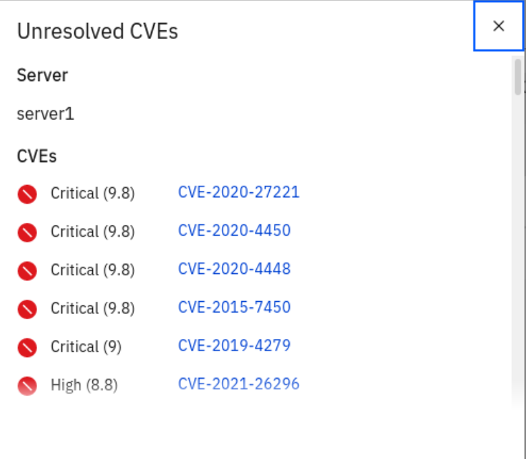 Unresolved CVEs
Server
server1
CVEs
Critical (9.8) CVE-2020-27221
Critical (9.8) CVE-2020-4450
Critical (9.8) CVE-2020-4448
Critical (9.8) CVE-2015-7450
Critical (9) CVE-2019-4279
High (8.8) CVE-2021-26296